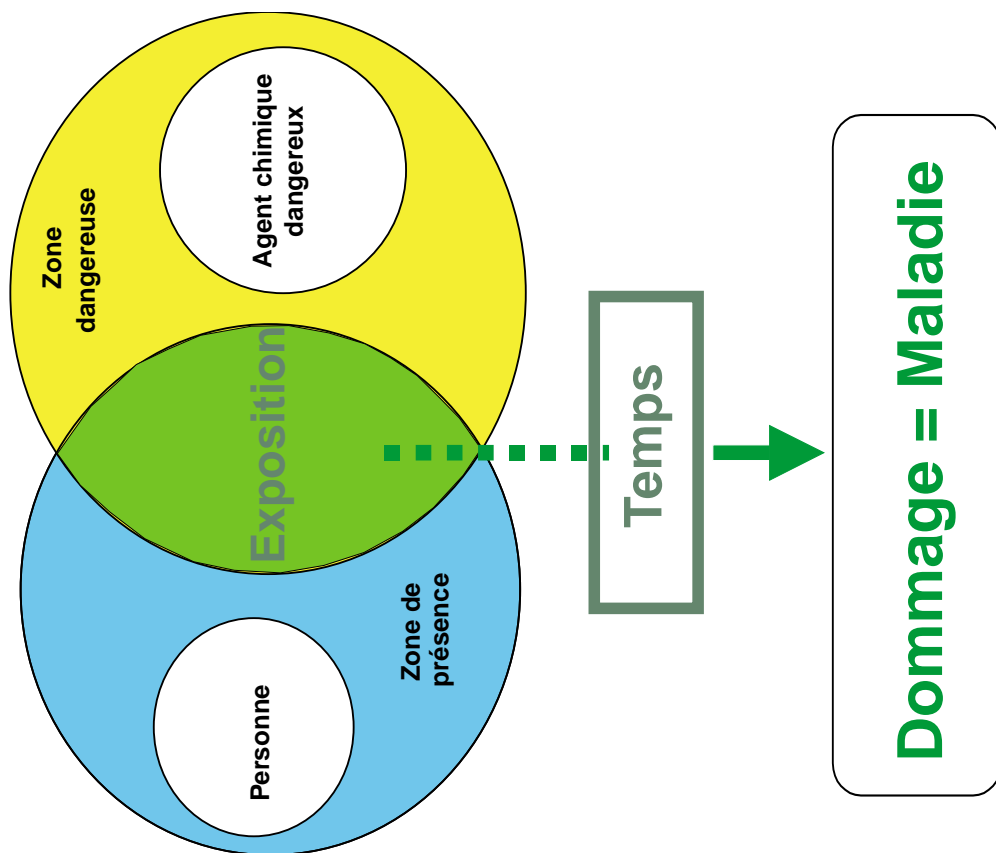 Personne
Zone de
présence
Exposition
Zone
dangereuse
Agent chimique
dangereux
Temps
Dommage = Maladie